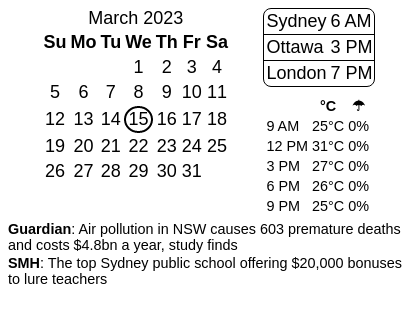 March 2023
Su Mo Tu We Th Fr Sa
1 2 3 4
5 6 7 8 9 10 11
12 13 14 15 16 17 18
19 20 21 22 23 24 25
26 27 28 29 30 31
Sydney 6 AM
Ottawa 3 PM
London 7 PM
°C ☂
9 AM 25°C 0%
12 PM 31°C 0%
3 PM 27°C 0%
6 PM 26°C 0%
9 PM 25°C 0%
Guardian: Air pollution in NSW causes 603 premature deaths
and costs $4.8bn a year, study finds
SMH: The top Sydney public school offering $20,000 bonuses
to lure teachers